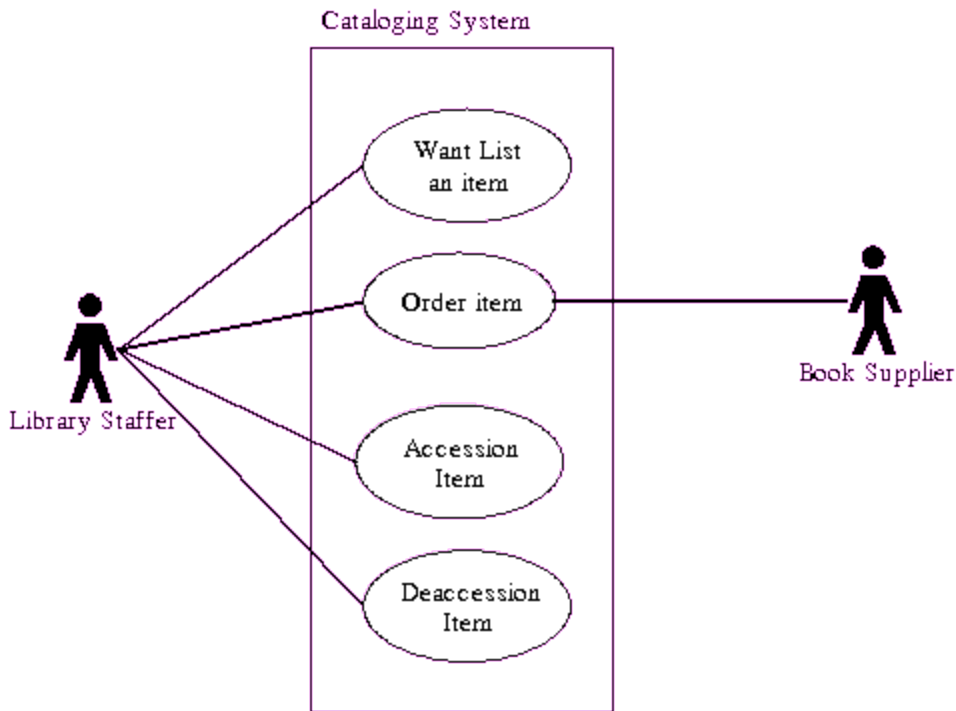 Cataloging System
Want List
an item
Order item
Library Staffer
Book Supplier
Accession
Item
Deaccession
Item